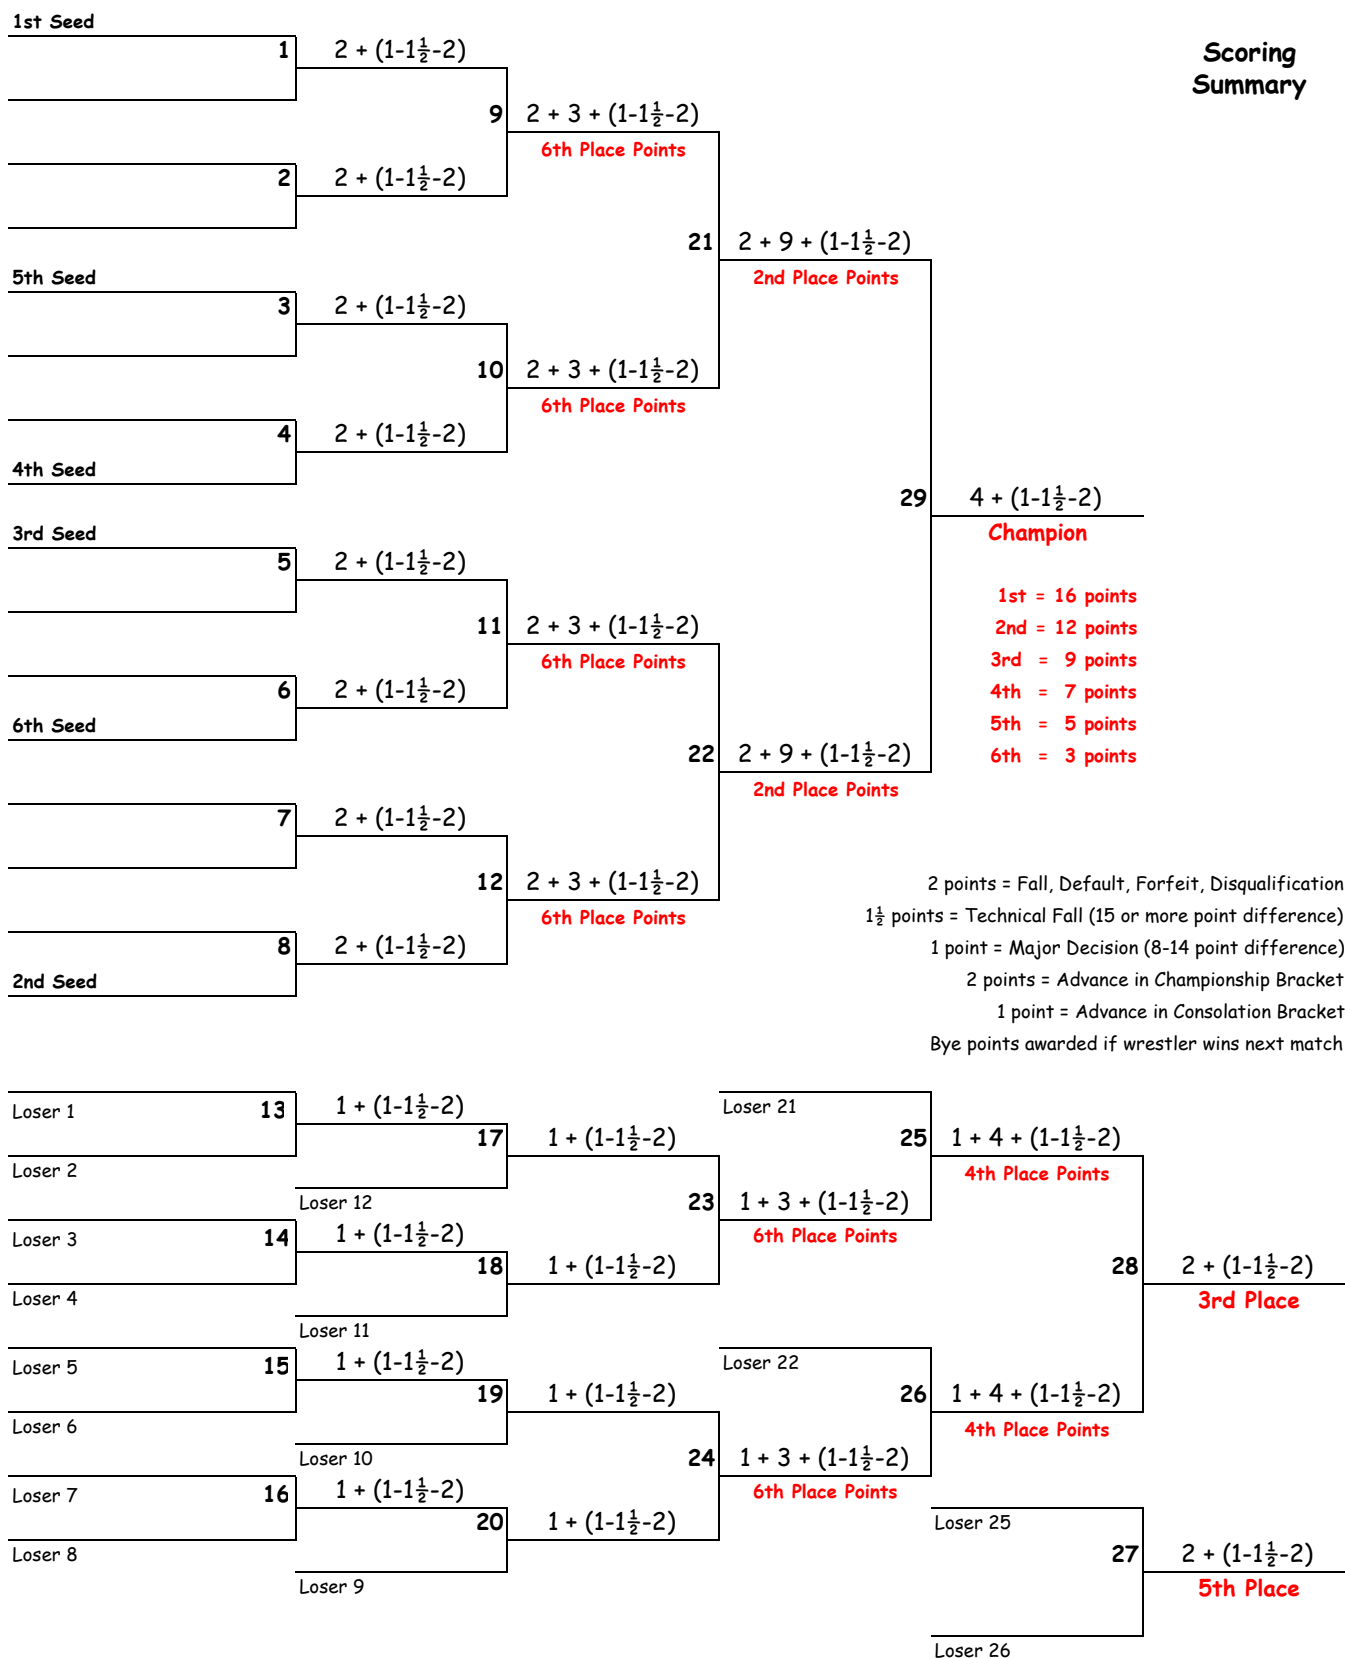 1st Seed
1
2 + (1-1½-2)
Scoring
Summary
9
2 + 3 + (1-1½-2)
6th Place Points
2
2 + (1-1½-2)
21
2 + 9 + (1-1½-2)
2nd Place Points
5th Seed
3
2 + (1-1½-2)
10
2 + 3 + (1-1½-2)
6th Place Points
4
2 + (1-1½-2)
4th Seed
29
4 + (1-1½-2)
Champion
3rd Seed
5
2 + (1-1½-2)
1st = 16 points
2nd = 12 points
3rd = 9 points
4th = 7 points
5th = 5 points
6th = 3 points
11
2 + 3 + (1-1½-2)
6th Place Points
6
2 + (1-1½-2)
6th Seed
22
2 + 9 + (1-1½-2)
2nd Place Points
7
2 + (1-1½-2)
12
2 + 3 + (1-1½-2)
6th Place Points
8
2 + (1-1½-2)
2nd Seed
2 points = Fall, Default, Forfeit, Disqualification
1½ points = Technical Fall (15 or more point difference)
1 point = Major Decision (8-14 point difference)
2 points = Advance in Championship Bracket
1 point = Advance in Consolation Bracket
Bye points awarded if wrestler wins next match
Loser 1
13
1 + (1-1½-2)
Loser 2
17
1 + (1-1½-2)
Loser 12
Loser 21
25
1 + 4 + (1-1½-2)
4th Place Points
23
1 + 3 + (1-1½-2)
6th Place Points
Loser 3
14
1 + (1-1½-2)
Loser 4
18
1 + (1-1½-2)
Loser 11
28
2 + (1-1½-2)
3rd Place
Loser 5
15
1 + (1-1½-2)
Loser 6
19
1 + (1-1½-2)
Loser 10
Loser 22
26
1 + 4 + (1-1½-2)
4th Place Points
24
1 + 3 + (1-1½-2)
6th Place Points
Loser 7
16
1 + (1-1½-2)
Loser 8
20
1 + (1-1½-2)
Loser 9
Loser 25
27
2 + (1-1½-2)
5th Place
Loser 26